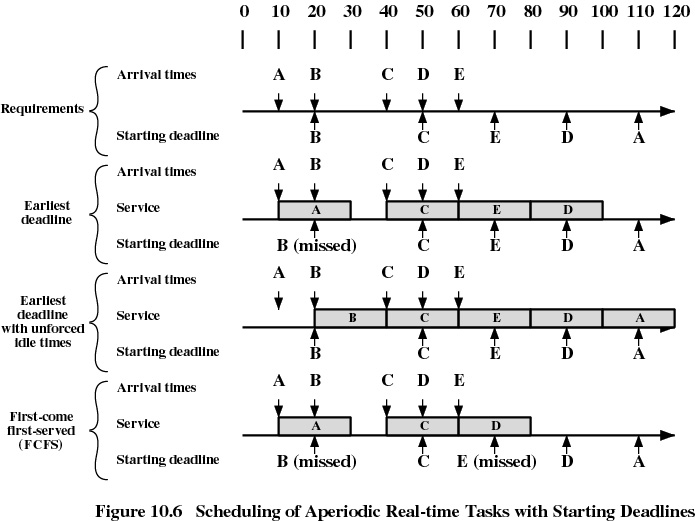 0 10 20 30 40 50 60 70 80 90 100 110 120
Requirements
Arrival times A B C D E
Starting deadline B C E D A
Earliest
deadline
Arrival times A B C D E
Service A C E D
Starting deadline B (missed) C E D A
Earliest
deadline
with unforced
idle times
Arrival times A B C D E
Service B C E D A
Starting deadline B C E D A
First-come
first-served
(FCFS)
Arrival times A B C D E
Service A C D
Starting deadline B (missed) C E (missed) D A
Figure 10.6 Scheduling of Aperiodic Real-time Tasks with Starting Deadlines